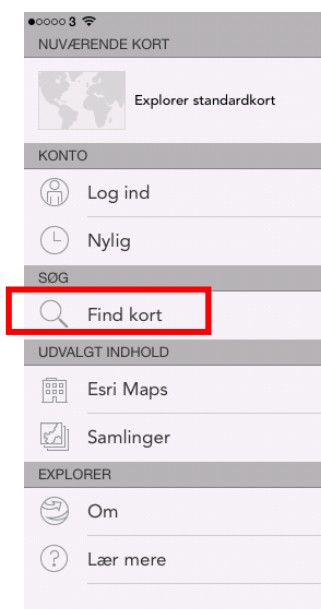 3
NUVÆRENDE KORT
Explorer standardkort
KONTO
Log ind
Nylig
SØG
Find kort
UDVALGT INDHOLD
Esri Maps
Samlinger
EXPLORER
Om
Lær mere